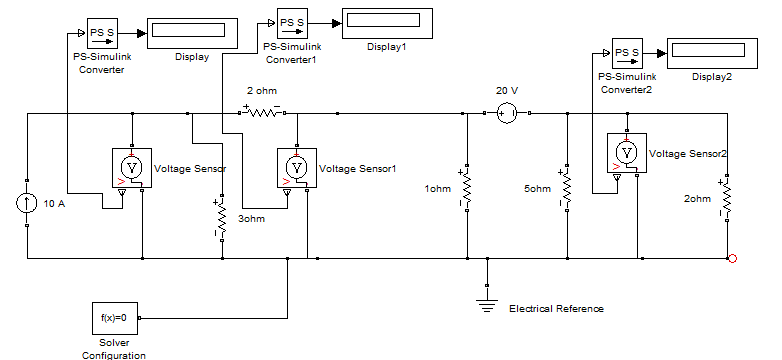 PS S
PS-Simulink
Converter
Display
PS S
PS-Simulink
Converter1
Display1
PS S
PS-Simulink
Converter2
Display2
2 ohm
20 V
+
−
+
−
+ -
V
Voltage Sensor
+
V
Voltage Sensor1
+
V
Voltage Sensor2
10 A
+
−
3ohm
+
−
1ohm
+
−
5ohm
+
−
2ohm
f(x)=0
Solver
Configuration
Electrical Reference